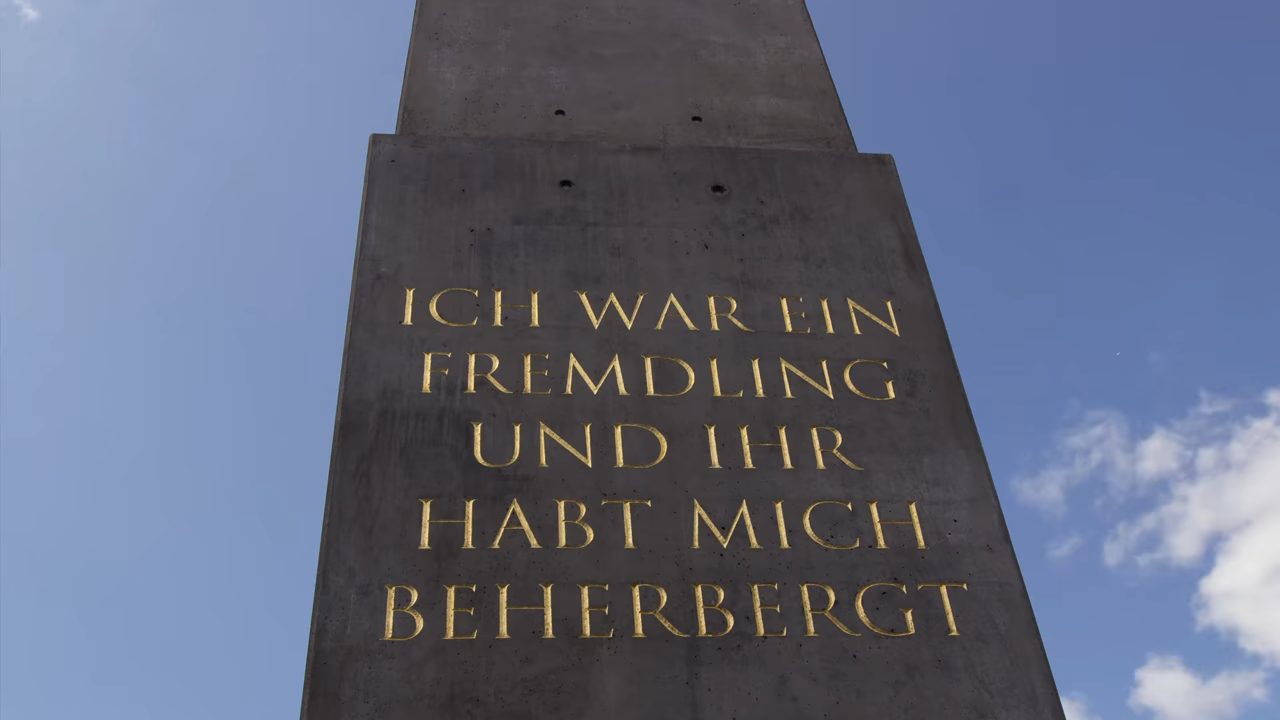 ICH WAR EIN
FREMDLING
UND IHR
HABT MICH
BEHERBERGT